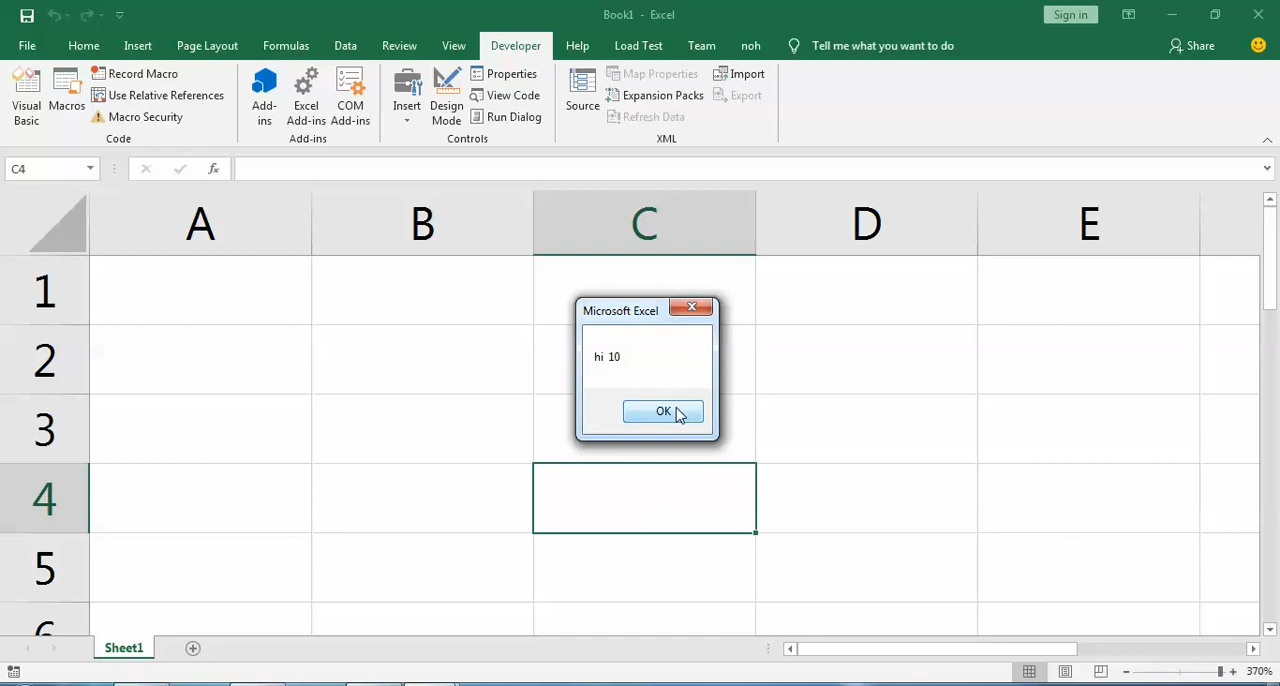 Book1 - Excel
Sign in
File Home Insert Page Layout Formulas Data Review View Developer Help Load Test Team noh Tell me what you want to do Share
Visual Basic
Macros
Record Macro
Use Relative References
Macro Security
Code
Add-ins
Excel Add-ins
COM Add-ins
Add-ins
Insert
Design Mode
Properties
View Code
Run Dialog
Controls
Source
Map Properties
Expansion Packs
Refresh Data
Import
Export
XML
C4
fx
A B C D E
1
2
3
4
5
6
Microsoft Excel
hi 10
OK
Sheet1
370%